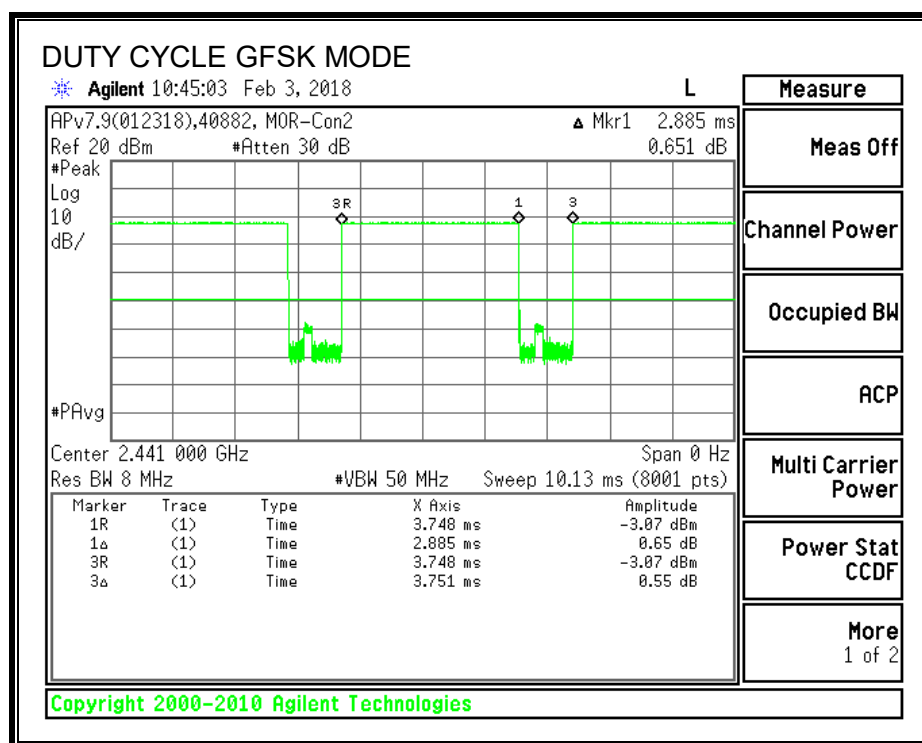 DUTY CYCLE GFSK MODE
Agilent 10:45:03 Feb 3, 2018 L
APv7.9(012318),40882, MOR-Con2 Δ Mkr1 2.885 ms
Ref 20 dBm #Atten 30 dB 0.651 dB
#Peak
Log
10
dB/
3R 1 3
#PAvg
Center 2.441 000 GHz Span 0 Hz
Res BW 8 MHz #VBW 50 MHz Sweep 10.13 ms (8001 pts)
Marker Trace Type X Axis Amplitude
1R (1) Time 3.748 ms -3.07 dBm
1Δ (1) Time 2.885 ms 0.65 dB
3R (1) Time 3.748 ms -3.07 dBm
3Δ (1) Time 3.751 ms 0.55 dB
Copyright 2000-2010 Agilent Technologies
Measure
Meas Off
Channel Power
Occupied BW
ACP
Multi Carrier
Power
Power Stat
CCDF
More
1 of 2